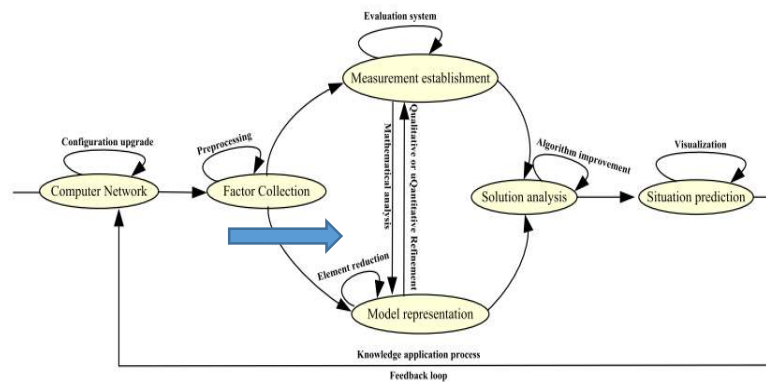 Evaluation system
Measurement establishment
Configuration upgrade
Preprocessing
Mathematical analysis
Qualitative or uQantitative Refinement
Algorithm improvement
Visualization
Computer Network
Factor Collection
Solution analysis
Situation prediction
Element reduction
Model representation
Knowledge application process
Feedback loop